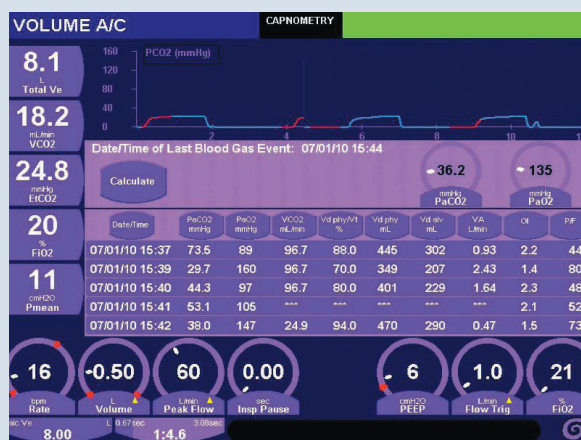 VOLUME A/C
CAPNOMETRY
8.1
L
Total Ve
160
PCO2 (mmHg)
120
80
40
0
2
4
6
8
10
18.2
mL/min
VCO2
24.8
mmHg
EtCO2
20
%
FiO2
11
cmH2O
Pmean
Date/Time of Last Blood Gas Event: 07/01/10 15:44
Calculate
36.2
mmHg
PaCO2
135
mmHg
PaO2
Date/Time PaCO2 mmHg PaO2 mmHg VCO2 mL/min Vd phy/Vt % Vd phy mL Vd alv mL VA L/min OI P/F
07/01/10 15:37 73.5 89 96.7 88.0 445 302 0.93 2.2 44
07/01/10 15:39 29.7 160 96.7 70.0 349 207 2.43 1.4 80
07/01/10 15:40 44.3 97 96.7 80.0 401 229 1.64 2.3 48
07/01/10 15:41 53.1 105 *** *** *** *** *** 2.1 52
07/01/10 15:42 38.0 147 24.9 94.0 470 290 0.47 1.5 73
16
bpm
Rate
0.50
L
Volume
60
L/min
Peak Flow
0.00
sec
Insp Pause
6
cmH2O
PEEP
1.0
L/min
Flow Trig
21
%
FiO2
Ve L 0.67sec 3.08sec
8.00 1:4.6